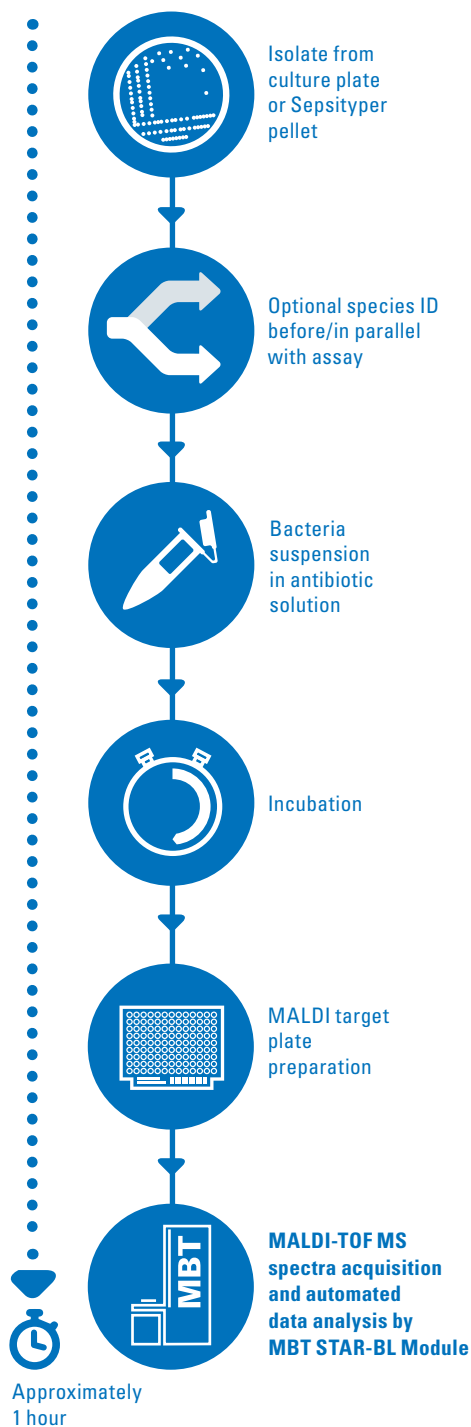 Isolate from
culture plate
or Sepsityper
pellet
Optional species ID
before/in parallel
with assay
Bacteria
suspension
in antibiotic
solution
Incubation
MALDI target
plate
preparation
MBT
MALDI-TOF MS
spectra acquisition
and automated
data analysis by
MBT STAR-BL Module
Approximately
1 hour